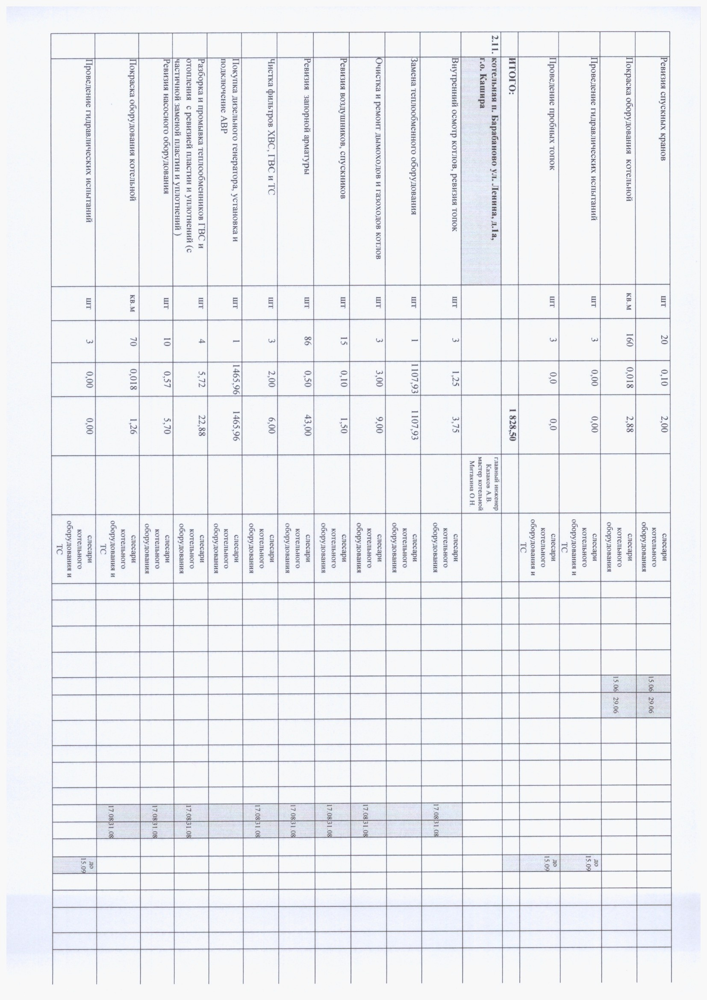 Ревизия спускных кранов шт 20 0,10 2,00 слесари котельного оборудования 15.06 29.06
Покраска оборудования котельной кв.м 160 0,018 2,88 слесари котельного оборудования 15.06 29.06
Проведение гидравлических испытаний шт 3 0,00 0,00 слесари котельного оборудования и ТС до 15.09
Проведение пробных топок шт 3 0,0 0,0 слесари котельного оборудования и ТС до 15.09
ИТОГО: 1 828,50
2.11. котельная п. Барабаново ул. Ленина, д.1а,
г.о. Кашира
главный инженер
Казаков А.В.
мастер котельной
Митакина О.Н.
Внутренний осмотр котлов, ревизия топок шт 3 1,25 3,75 слесари котельного оборудования 17.08 31.08
Замена теплообменного оборудования шт 1 1107,93 1107,93 слесари котельного оборудования
Очистка и ремонт дымоходов и газоходов котлов шт 3 3,00 9,00 слесари котельного оборудования 17.08 31.08
Ревизия воздушников, спускников шт 15 0,10 1,50 слесари котельного оборудования 17.08 31.08
Ревизия запорной арматуры шт 86 0,50 43,00 слесари котельного оборудования 17.08 31.08
Чистка фильтров ХВС, ГВС и ТС шт 3 2,00 6,00 слесари котельного оборудования 17.08 31.08
Покупка дизельного генератора, установка и
подключение АВР шт 1 1465,96 1465,96 слесари котельного оборудования
Разборка и промывка теплообменников ГВС и
отопления с ревизией пластин и уплотнений (с
частичной заменой пластин и уплотнений ) шт 4 5,72 22,88 слесари котельного оборудования 17.08 31.08
Ревизия насосного оборудования шт 10 0,57 5,70 слесари котельного оборудования 17.08 31.08
Покраска оборудования котельной кв.м 70 0,018 1,26 слесари котельного оборудования и ТС 17.08 31.08
Проведение гидравлических испытаний шт 3 0,00 0,00 слесари котельного оборудования и ТС до 15.09